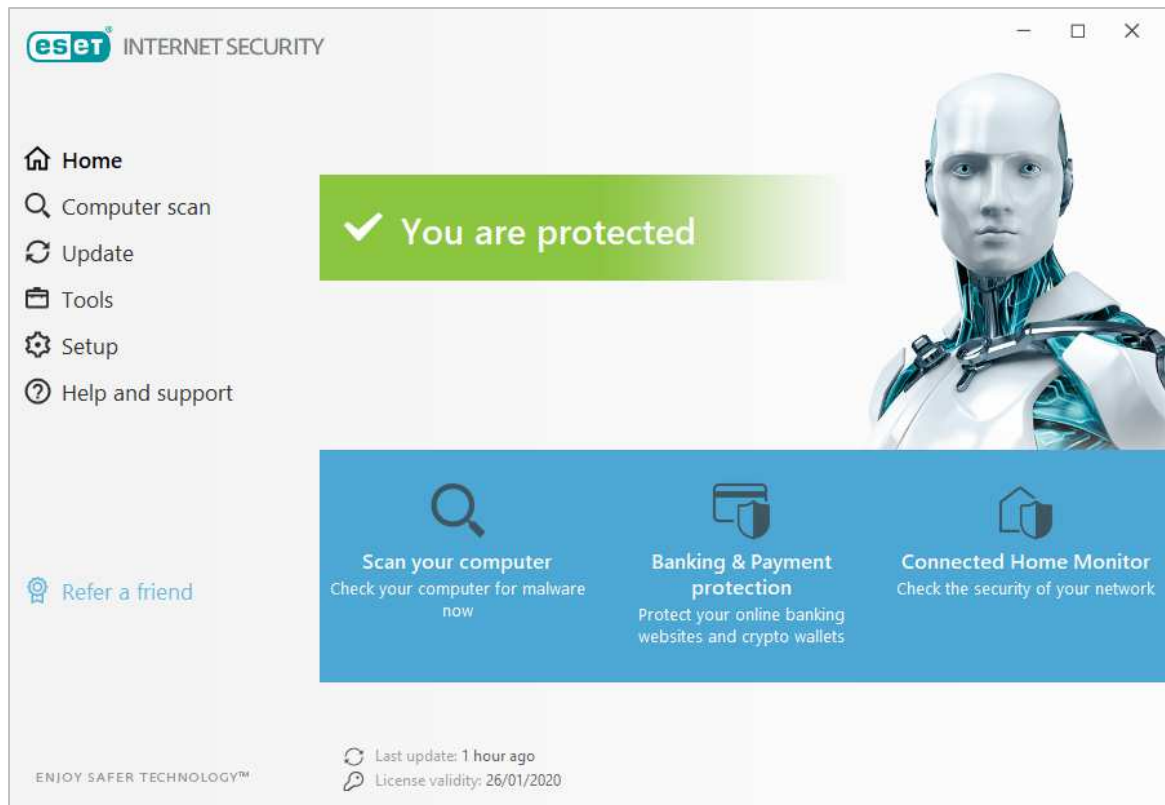 eset® INTERNET SECURITY
Home
Computer scan
Update
Tools
Setup
Help and support
Refer a friend
ENJOY SAFER TECHNOLOGY™
You are protected
Scan your computer
Check your computer for malware
now
Banking & Payment
protection
Protect your online banking
websites and crypto wallets
Connected Home Monitor
Check the security of your network
Last update: 1 hour ago
License validity: 26/01/2020